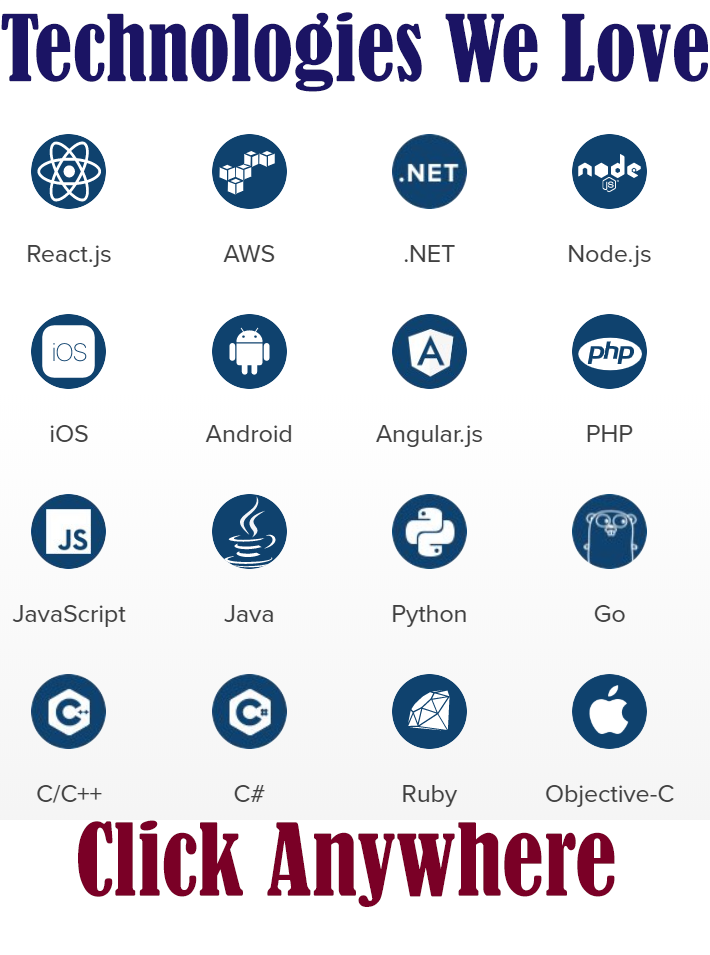 Technologies We Love
.NET node
JS
React.js AWS .NET Node.js
iOS php
iOS Android Angular.js PHP
JS
JavaScript Java Python Go
C++ C#
C/C++ C# Ruby Objective-C
Click Anywhere